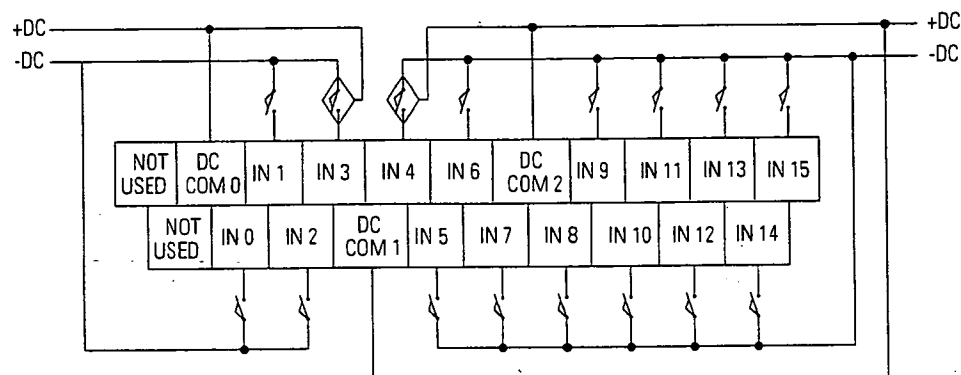 +DC
-DC
+DC
-DC
NOT USED
DC COM 0
IN 1
IN 3
IN 4
IN 6
DC COM 2
IN 9
IN 11
IN 13
IN 15
NOT USED
IN 0
IN 2
DC COM 1
IN 5
IN 7
IN 8
IN 10
IN 12
IN 14